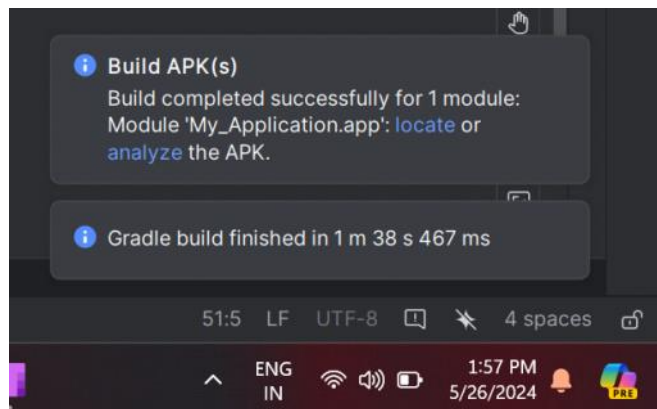 Build APK(s)
Build completed successfully for 1 module:
Module 'My_Application.app': locate or
analyze the APK.
Gradle build finished in 1 m 38 s 467 ms
51:5 LF UTF-8 4 spaces
ENG
IN
1:57 PM
5/26/2024
PRE